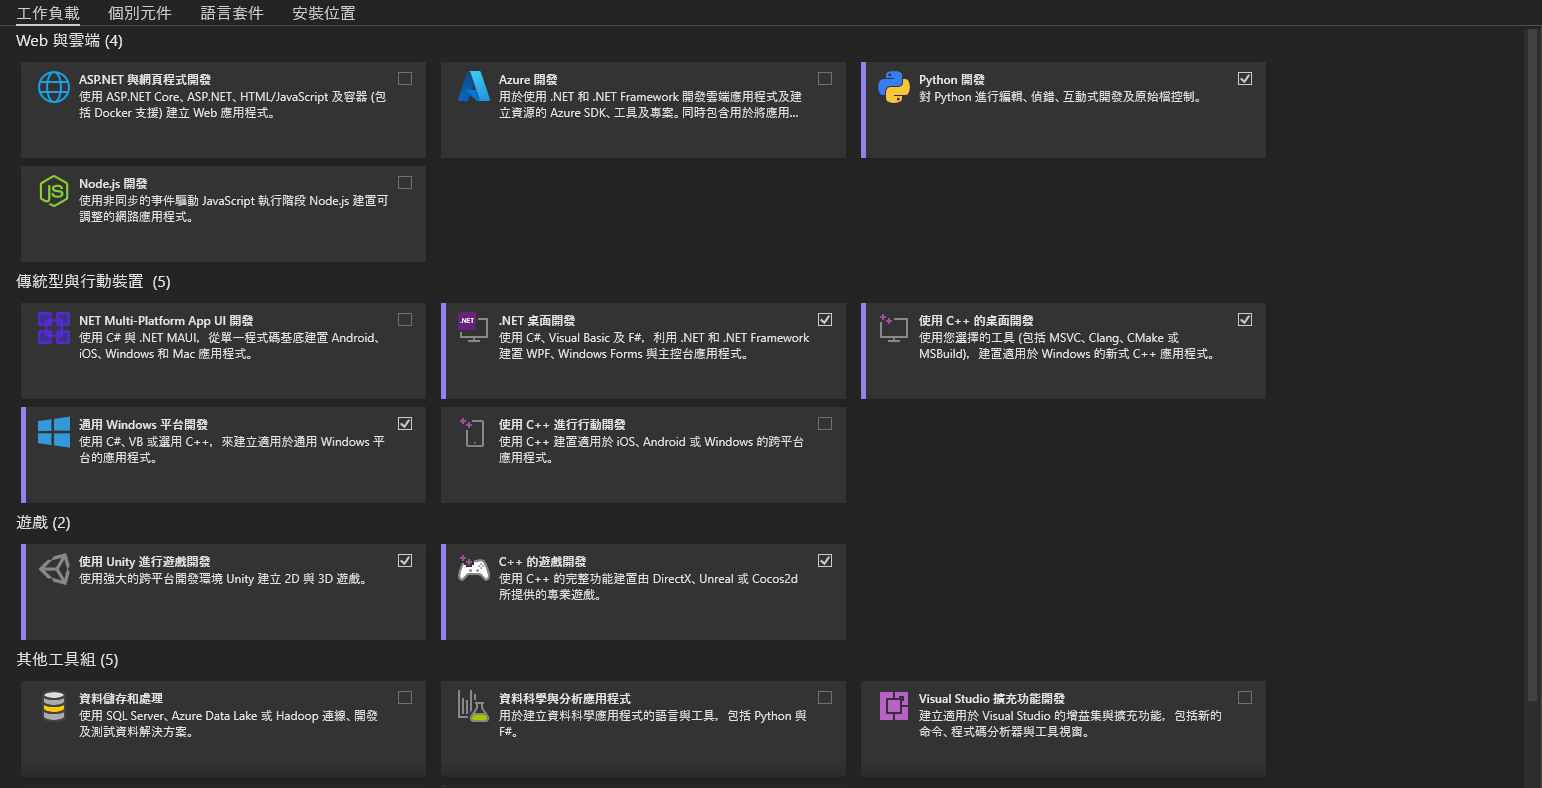 工作負載 個別元件 語言套件 安裝位置
Web 與雲端 (4)
ASP.NET 與網頁程式開發
使用 ASP.NET Core、ASP.NET、HTML/JavaScript 及容器 (包
括 Docker 支援) 建立 Web 應用程式。
Azure 開發
用於使用 .NET 和 .NET Framework 開發雲端應用程式及建
立資源的 Azure SDK、工具及專案。同時包含用於將應用...
Python 開發
對 Python 進行編輯、偵錯、互動式開發及原始檔控制。
JS
Node.js 開發
使用非同步的事件驅動 JavaScript 執行階段 Node.js 建置可
調整的網路應用程式。
傳統型與行動裝置 (5)
NET Multi-Platform App UI 開發
使用 C# 與 .NET MAUI，從單一程式碼基底建置 Android、
iOS、Windows 和 Mac 應用程式。
.NET
.NET 桌面開發
使用 C#、Visual Basic 及 F#，利用 .NET 和 .NET Framework
建置 WPF、Windows Forms 與主控台應用程式。
使用 C++ 的桌面開發
使用您選擇的工具 (包括 MSVC、Clang、CMake 或
MSBuild)，建置適用於 Windows 的新式 C++ 應用程式。
通用 Windows 平台開發
使用 C#、VB 或選用 C++，來建立適用於通用 Windows 平
台的應用程式。
使用 C++ 進行行動開發
使用 C++ 建置適用於 iOS、Android 或 Windows 的跨平台
應用程式。
遊戲 (2)
使用 Unity 進行遊戲開發
使用強大的跨平台開發環境 Unity 建立 2D 與 3D 遊戲。
C++ 的遊戲開發
使用 C++ 的完整功能建置由 DirectX、Unreal 或 Cocos2d
所提供的專業遊戲。
其他工具組 (5)
資料儲存和處理
使用 SQL Server、Azure Data Lake 或 Hadoop 連線、開發
及測試資料解決方案。
資料科學與分析應用程式
用於建立資料科學應用程式的語言與工具，包括 Python 與
F#。
Visual Studio 擴充功能開發
建立適用於 Visual Studio 的增益集與擴充功能，包括新的
命令、程式碼分析器與工具視窗。